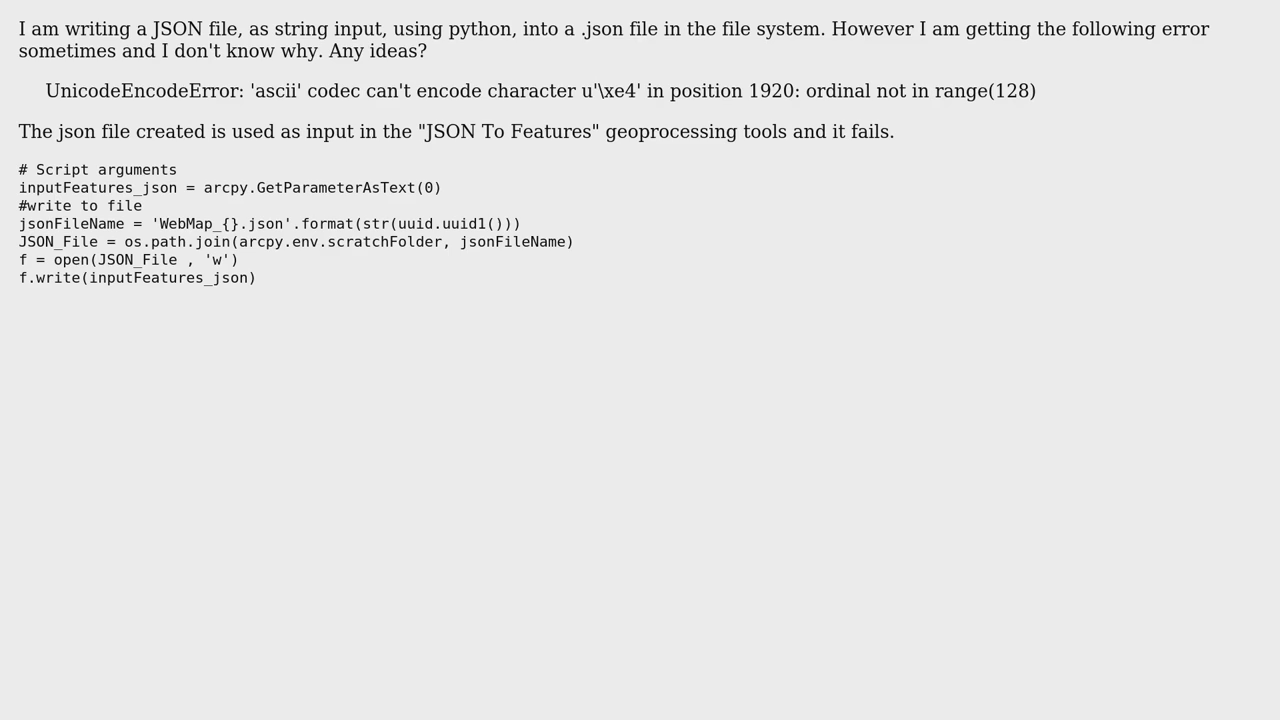 I am writing a JSON file, as string input, using python, into a .json file in the file system. However I am getting the following error
sometimes and I don't know why. Any ideas?
UnicodeEncodeError: 'ascii' codec can't encode character u'\xe4' in position 1920: ordinal not in range(128)
The json file created is used as input in the "JSON To Features" geoprocessing tools and it fails.
# Script arguments
inputFeatures_json = arcpy.GetParameterAsText(0)
#write to file
jsonFileName = 'WebMap_{}.json'.format(str(uuid.uuid1()))
JSON_File = os.path.join(arcpy.env.scratchFolder, jsonFileName)
f = open(JSON_File , 'w')
f.write(inputFeatures_json)